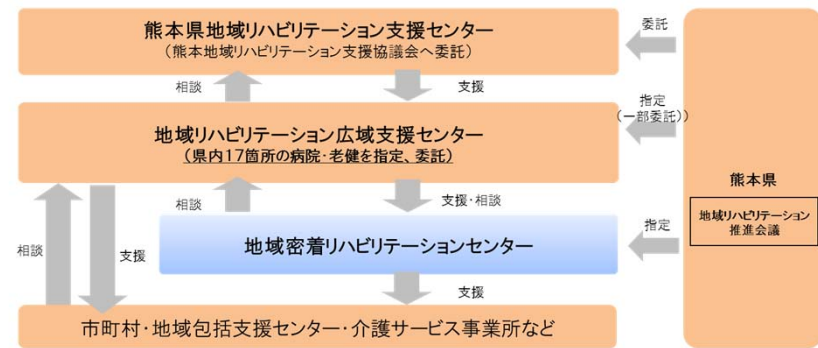 熊本県地域リハビリテーション支援センター
（熊本地域リハビリテーション支援協議会へ委託）
委託
相談
支援
地域リハビリテーション広域支援センター
（県内17箇所の病院・老健を指定、委託）
指定
（一部委託））
熊本県
地域リハビリテーション
推進会議
相談
支援・相談
地域密着リハビリテーションセンター
指定
相談
支援
支援
市町村・地域包括支援センター・介護サービス事業所など